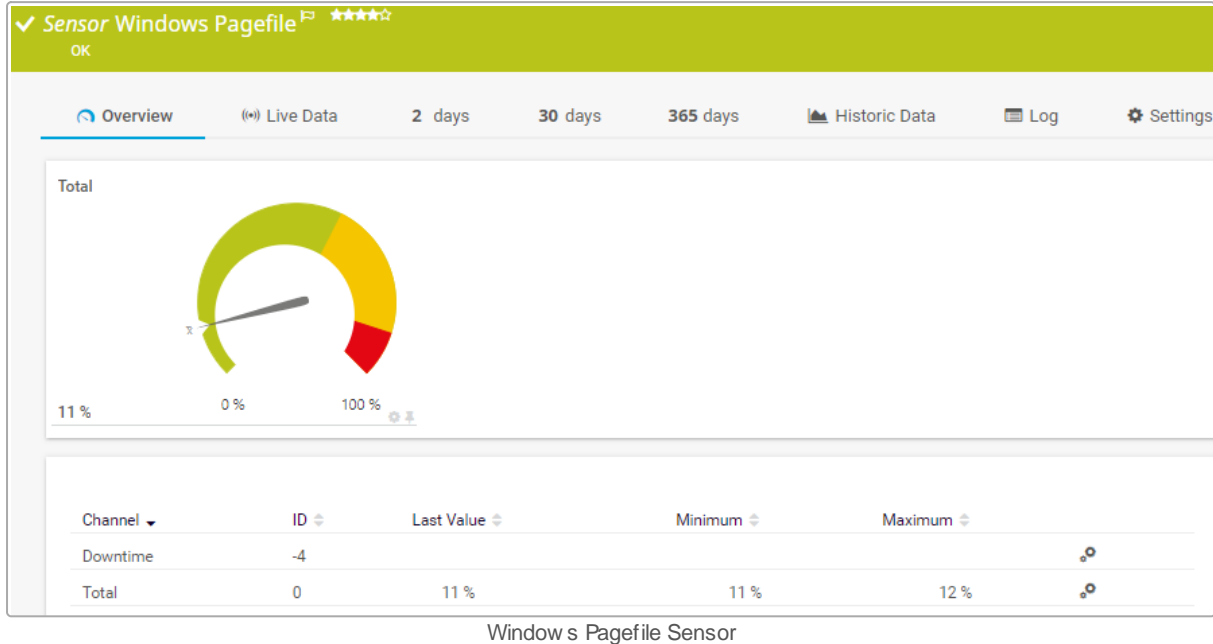 Sensor Windows Pagefile
OK
Overview Live Data 2 days 30 days 365 days Historic Data Log Settings
Total
11 % 0 % 100 %
Channel ID Last Value Minimum Maximum
Downtime -4
Total 0 11 % 11 % 12 %
Windows Pagefile Sensor